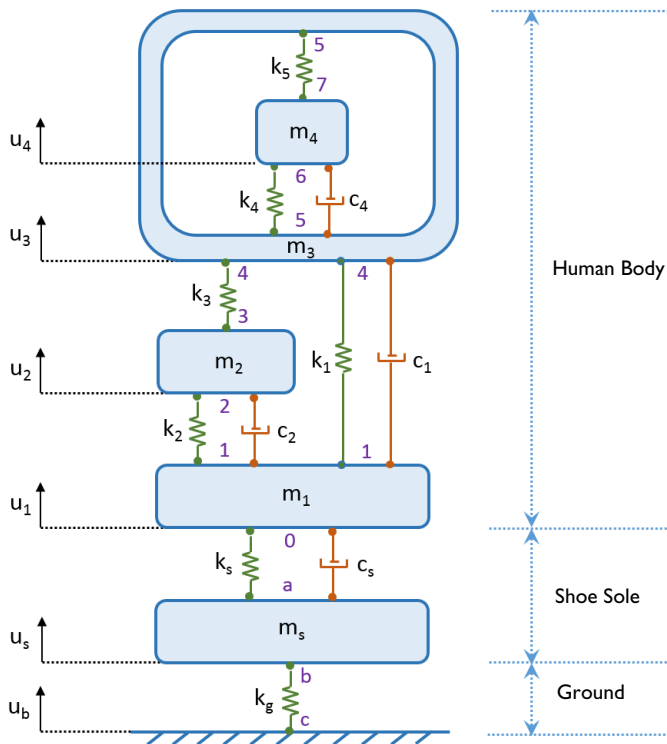 5
k5
7
m4
u4
6
k4
c4
5
u3
m3
4
4
Human Body
k3
3
m2
k1
c1
u2
2
k2
c2
1
1
m1
u1
0
ks
cs
a
Shoe Sole
ms
us
b
kg
Ground
ub
c